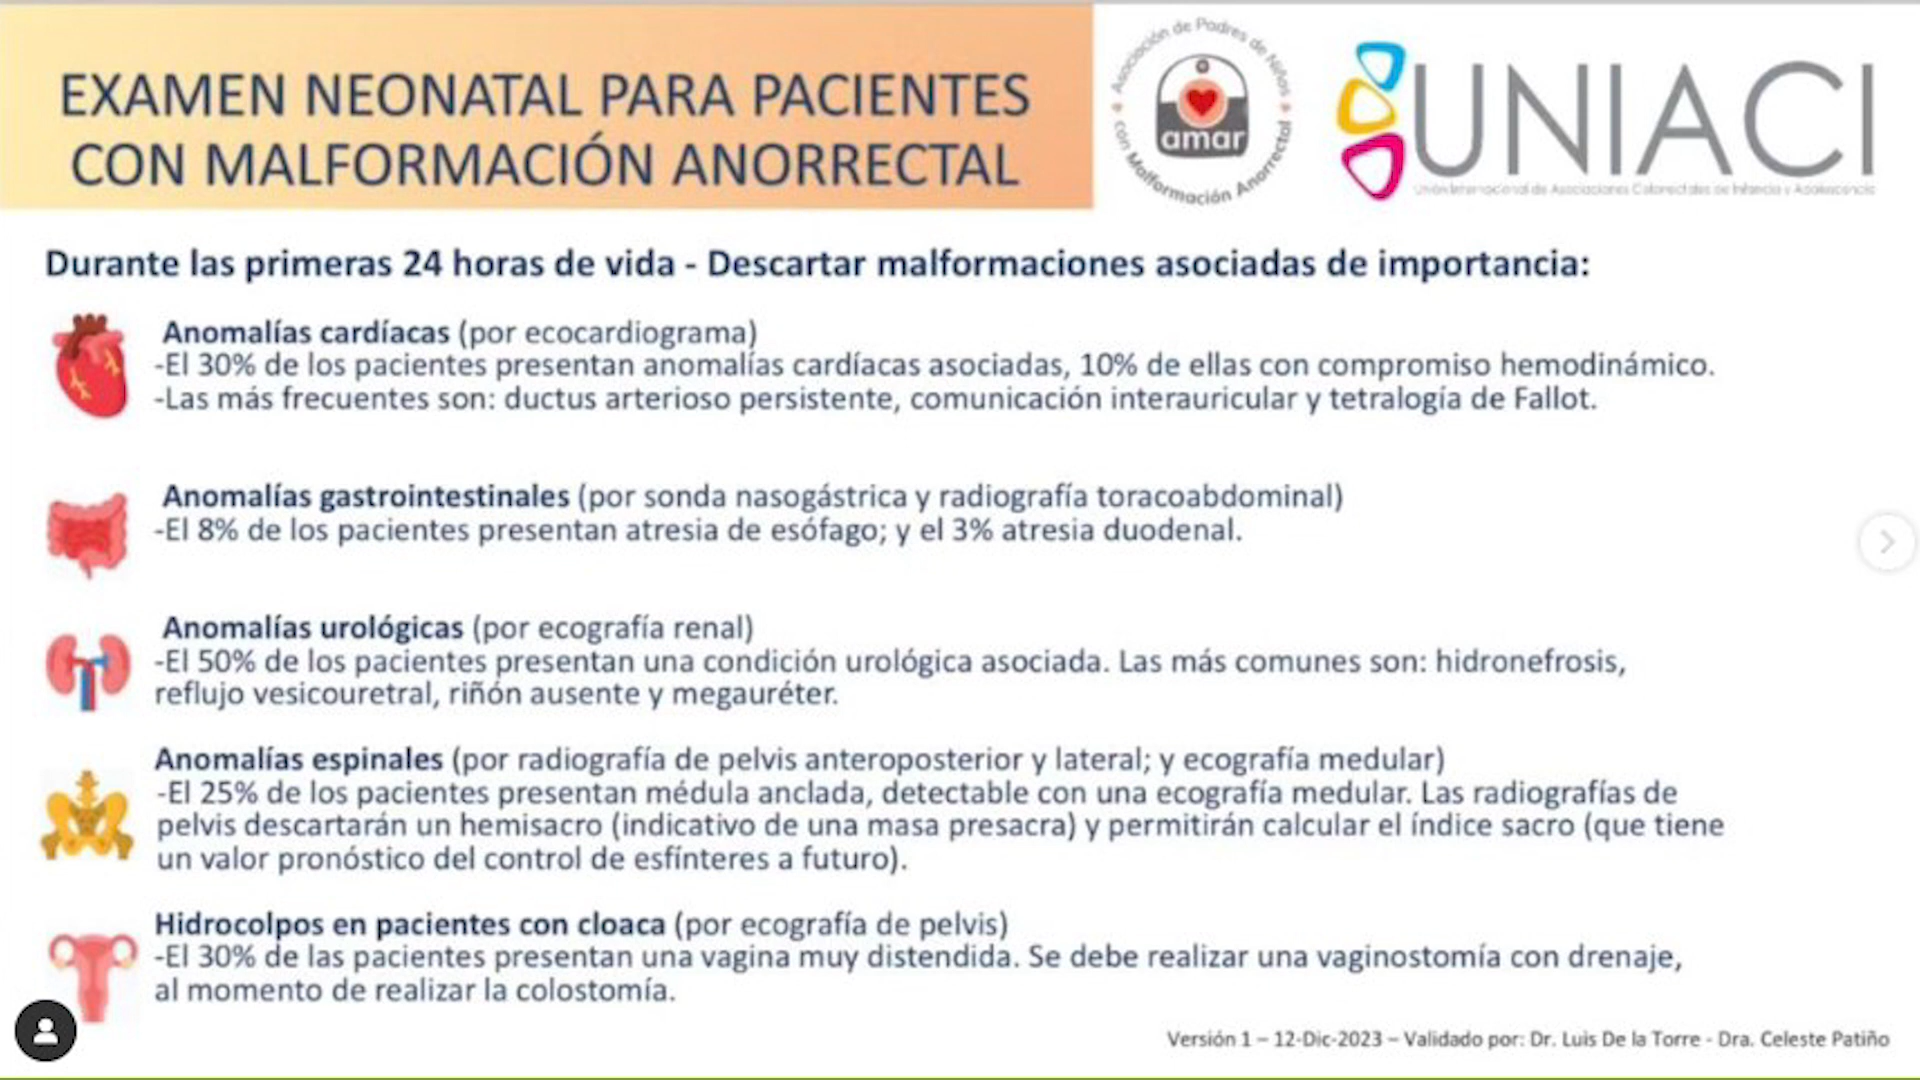 EXAMEN NEONATAL PARA PACIENTES
CON MALFORMACIÓN ANORRECTAL
Asociación de Padres de Niños
con Malformación Anorrectal
amar
UNIACI
Unión Internacional de Asociaciones Colorectales de Infancia y Adolescencia
Durante las primeras 24 horas de vida - Descartar malformaciones asociadas de importancia:
Anomalías cardíacas (por ecocardiograma)
-El 30% de los pacientes presentan anomalías cardíacas asociadas, 10% de ellas con compromiso hemodinámico.
-Las más frecuentes son: ductus arterioso persistente, comunicación interauricular y tetralogía de Fallot.
Anomalías gastrointestinales (por sonda nasogástrica y radiografía toracoabdominal)
-El 8% de los pacientes presentan atresia de esófago; y el 3% atresia duodenal.
Anomalías urológicas (por ecografía renal)
-El 50% de los pacientes presentan una condición urológica asociada. Las más comunes son: hidronefrosis,
reflujo vesicouretral, riñón ausente y megauréter.
Anomalías espinales (por radiografía de pelvis anteroposterior y lateral; y ecografía medular)
-El 25% de los pacientes presentan médula anclada, detectable con una ecografía medular. Las radiografías de
pelvis descartarán un hemisacro (indicativo de una masa presacra) y permitirán calcular el índice sacro (que tiene
un valor pronóstico del control de esfínteres a futuro).
Hidrocolpos en pacientes con cloaca (por ecografía de pelvis)
-El 30% de las pacientes presentan una vagina muy distendida. Se debe realizar una vaginostomía con drenaje,
al momento de realizar la colostomía.
Versión 1 – 12-Dic-2023 – Validado por: Dr. Luis De la Torre - Dra. Celeste Patiño